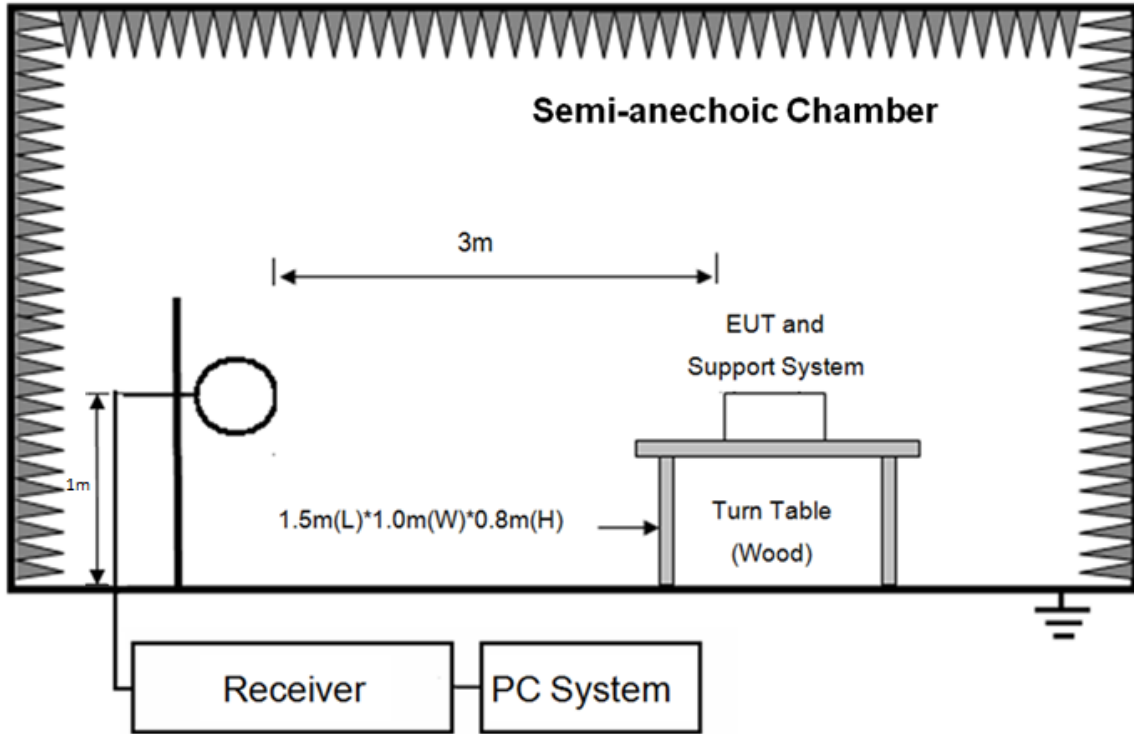 Semi-anechoic Chamber
3m
EUT and
Support System
1m
1.5m(L)*1.0m(W)*0.8m(H)
Turn Table
(Wood)
Receiver
PC System